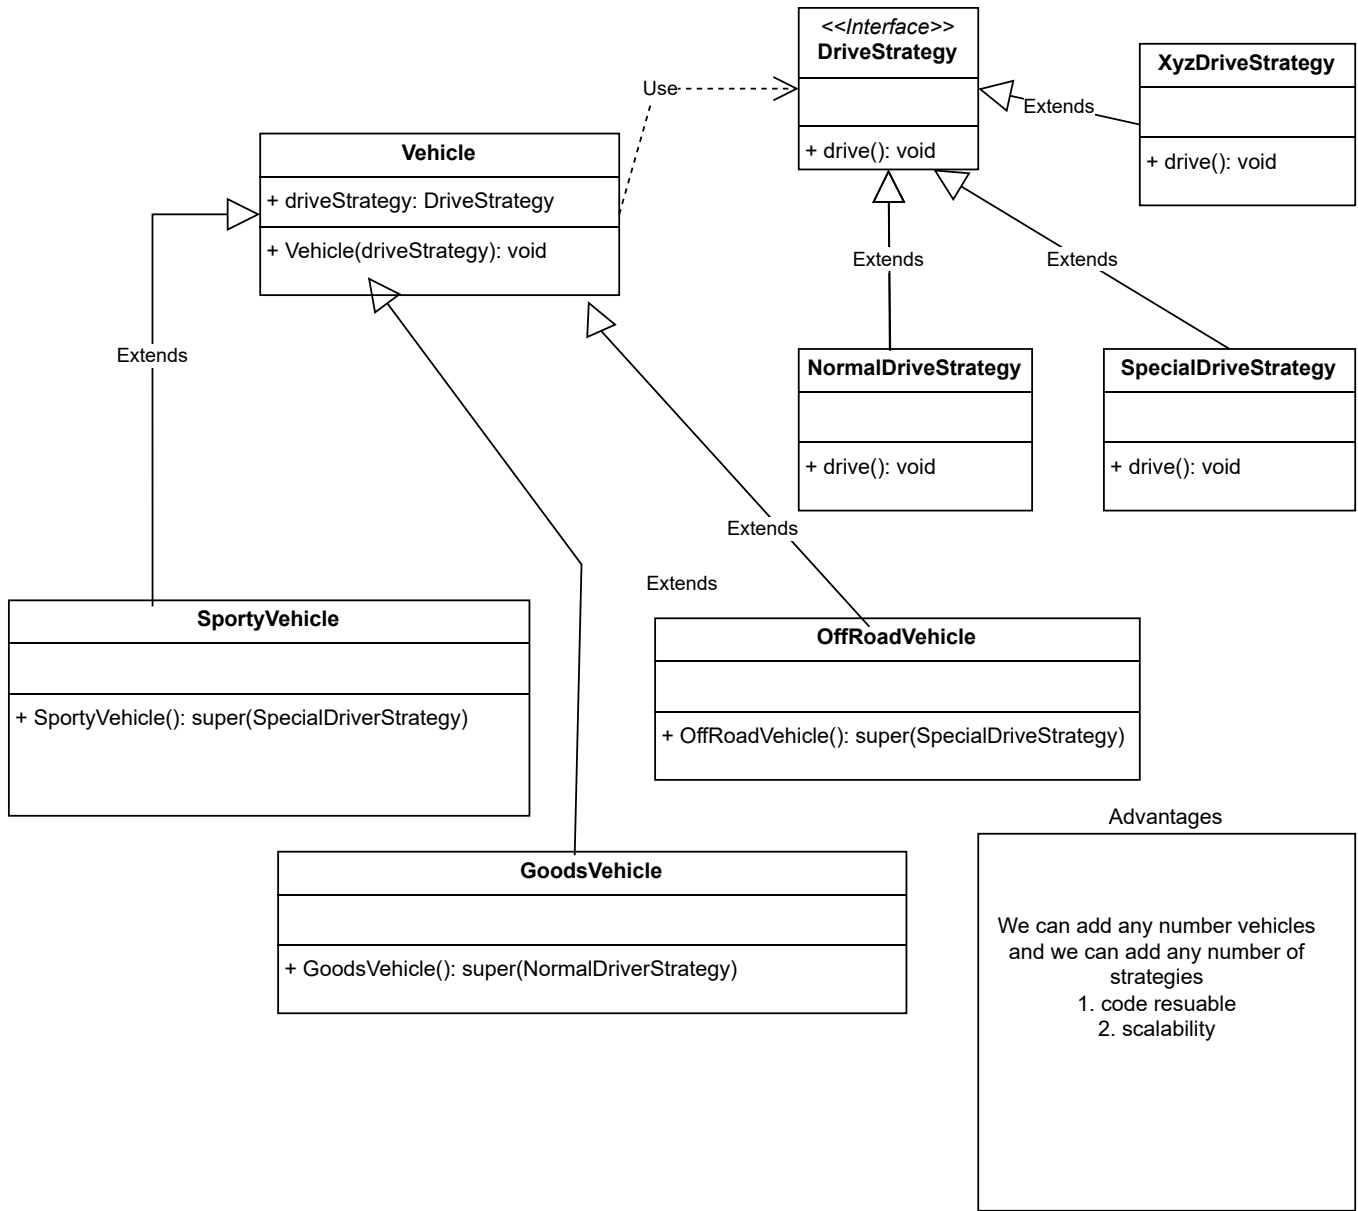 <<Interface>>
DriveStrategy
+ drive(): void
XyzDriveStrategy
+ drive(): void
Use
Extends
Vehicle
+ driveStrategy: DriveStrategy
+ Vehicle(driveStrategy): void
Extends
Extends
Extends
NormalDriveStrategy
+ drive(): void
SpecialDriveStrategy
+ drive(): void
Extends
Extends
SportyVehicle
+ SportyVehicle(): super(SpecialDriverStrategy)
OffRoadVehicle
+ OffRoadVehicle(): super(SpecialDriveStrategy)
GoodsVehicle
+ GoodsVehicle(): super(NormalDriverStrategy)
Advantages
We can add any number vehicles
and we can add any number of
strategies
1. code resuable
2. scalability